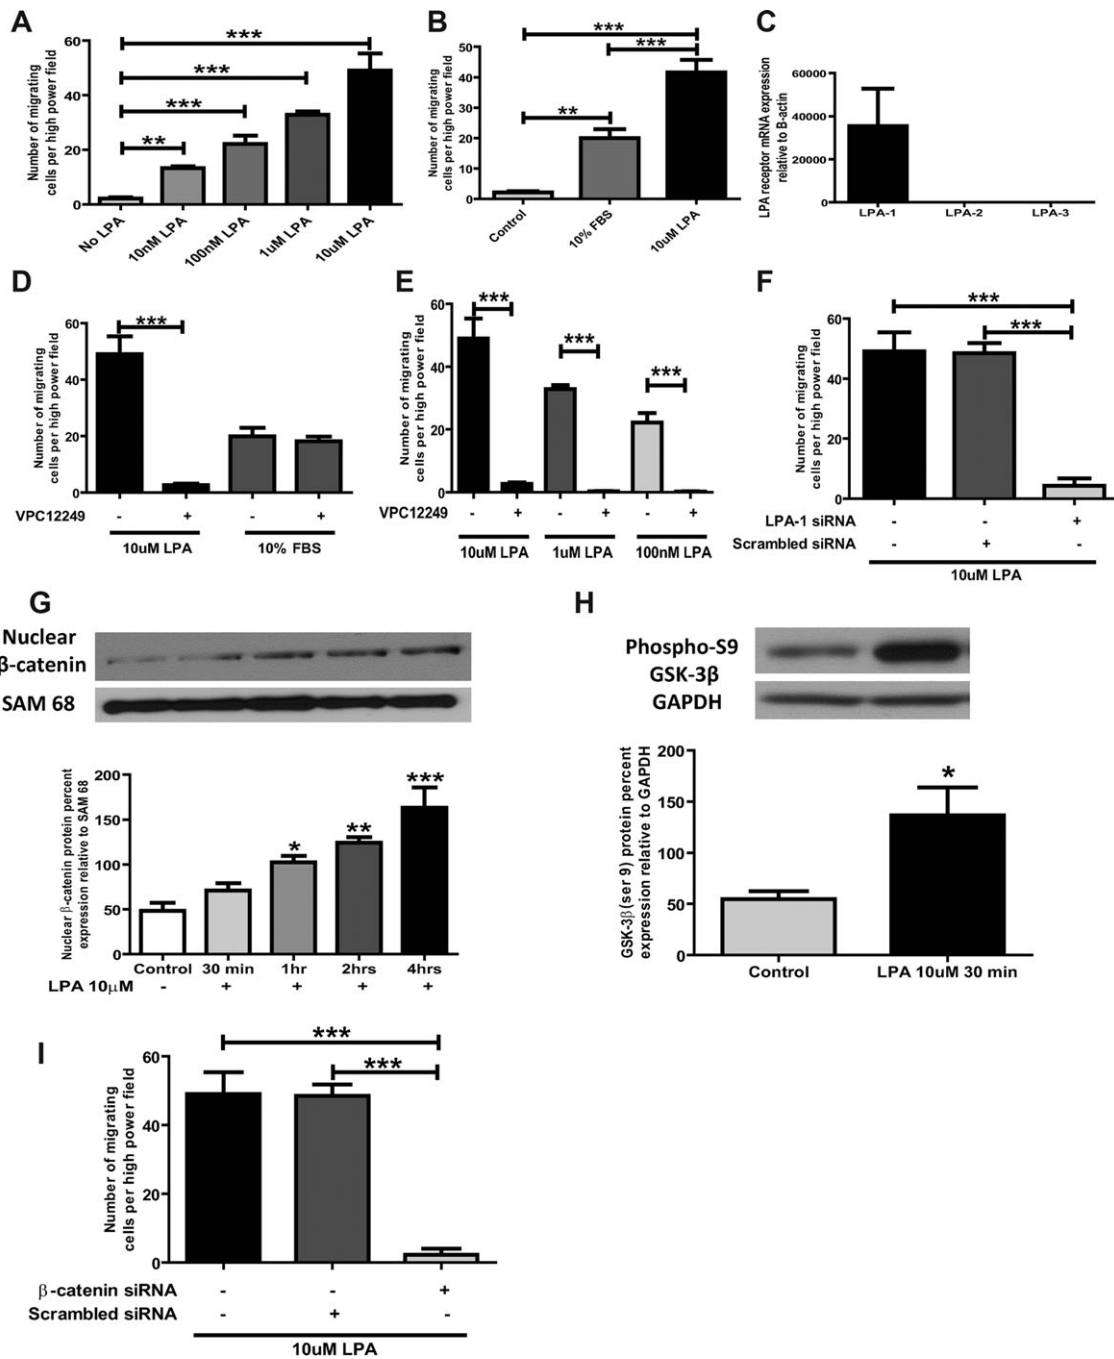 A
Number of migrating
cells per high power field
60
40
20
0
***
***
***
**
No LPA
10nM LPA
100nM LPA
1uM LPA
10uM LPA
B
Number of migrating
cells per high power field
50
40
30
20
10
0
***
***
**
Control
10% FBS
10uM LPA
C
LPA receptor mRNA expression
relative to B-actin
60000
40000
20000
0
LPA-1
LPA-2
LPA-3
D
Number of migrating
cells per high power field
60
40
20
0
***
VPC12249 - + - +
10uM LPA 10% FBS
E
Number of migrating
cells per high power field
60
40
20
0
***
***
***
VPC12249 - + - + - +
10uM LPA 1uM LPA 100nM LPA
F
Number of migrating
cells per high power field
60
40
20
0
***
***
LPA-1 siRNA - - +
Scrambled siRNA - + -
10uM LPA
G
Nuclear
β-catenin
SAM 68
Nuclear β-catenin protein percent
expression relative to SAM 68
200
150
100
50
0
*
**
***
Control 30 min 1hr 2hrs 4hrs
LPA 10μM - + + + +
H
Phospho-S9
GSK-3β
GAPDH
GSK-3β(ser 9) protein percent
expression relative to GAPDH
200
150
100
50
0
*
Control LPA 10uM 30 min
I
Number of migrating
cells per high power field
60
40
20
0
***
***
β-catenin siRNA - - +
Scrambled siRNA - + -
10uM LPA